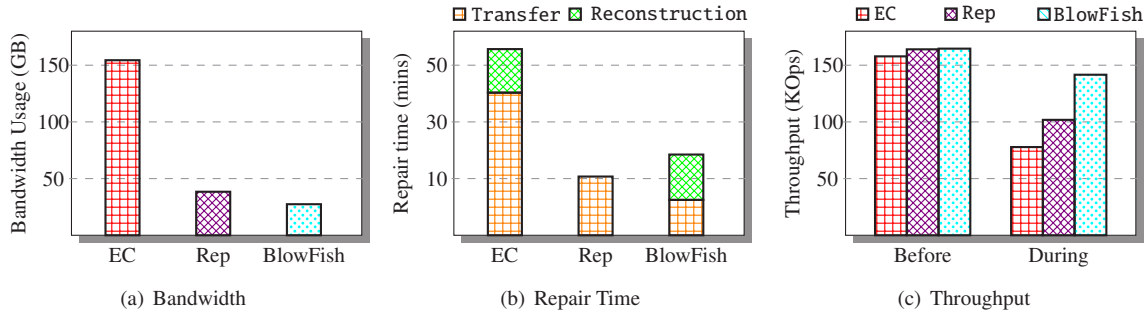 Transfer Reconstruction
EC Rep BlowFish
Bandwidth Usage (GB)
150
100
50
EC Rep BlowFish
(a) Bandwidth
Repair time (mins)
50
30
10
EC Rep BlowFish
(b) Repair Time
Throughput (KOps)
150
100
50
Before During
(c) Throughput